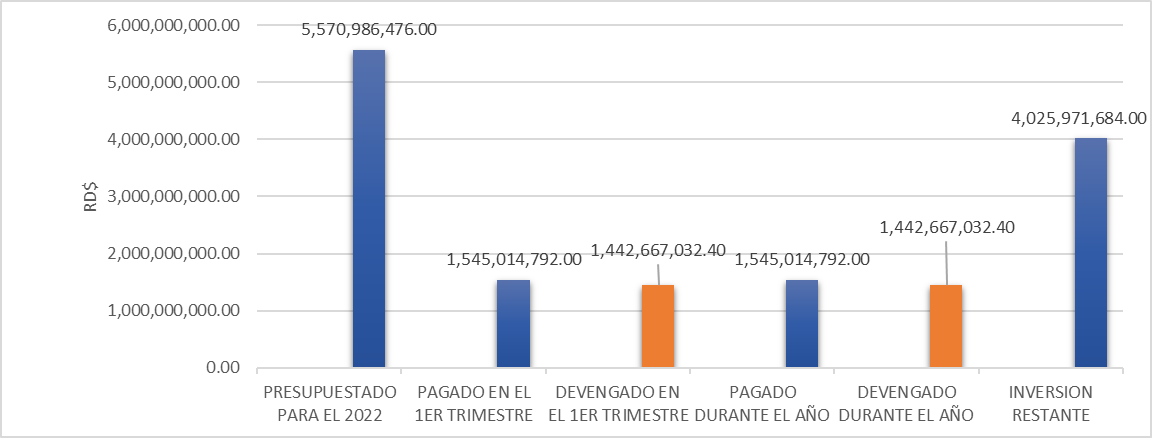 6,000,000,000.00
5,000,000,000.00
4,000,000,000.00
3,000,000,000.00
2,000,000,000.00
1,000,000,000.00
0.00
RD$
5,570,986,476.00
1,545,014,792.00
1,442,667,032.40
1,545,014,792.00
1,442,667,032.40
4,025,971,684.00
PRESUPUESTADO
PARA EL 2022
PAGADO EN EL
1ER TRIMESTRE
DEVENGADO EN
EL 1ER TRIMESTRE
PAGADO
DURANTE EL AÑO
DEVENGADO
DURANTE EL AÑO
INVERSION
RESTANTE